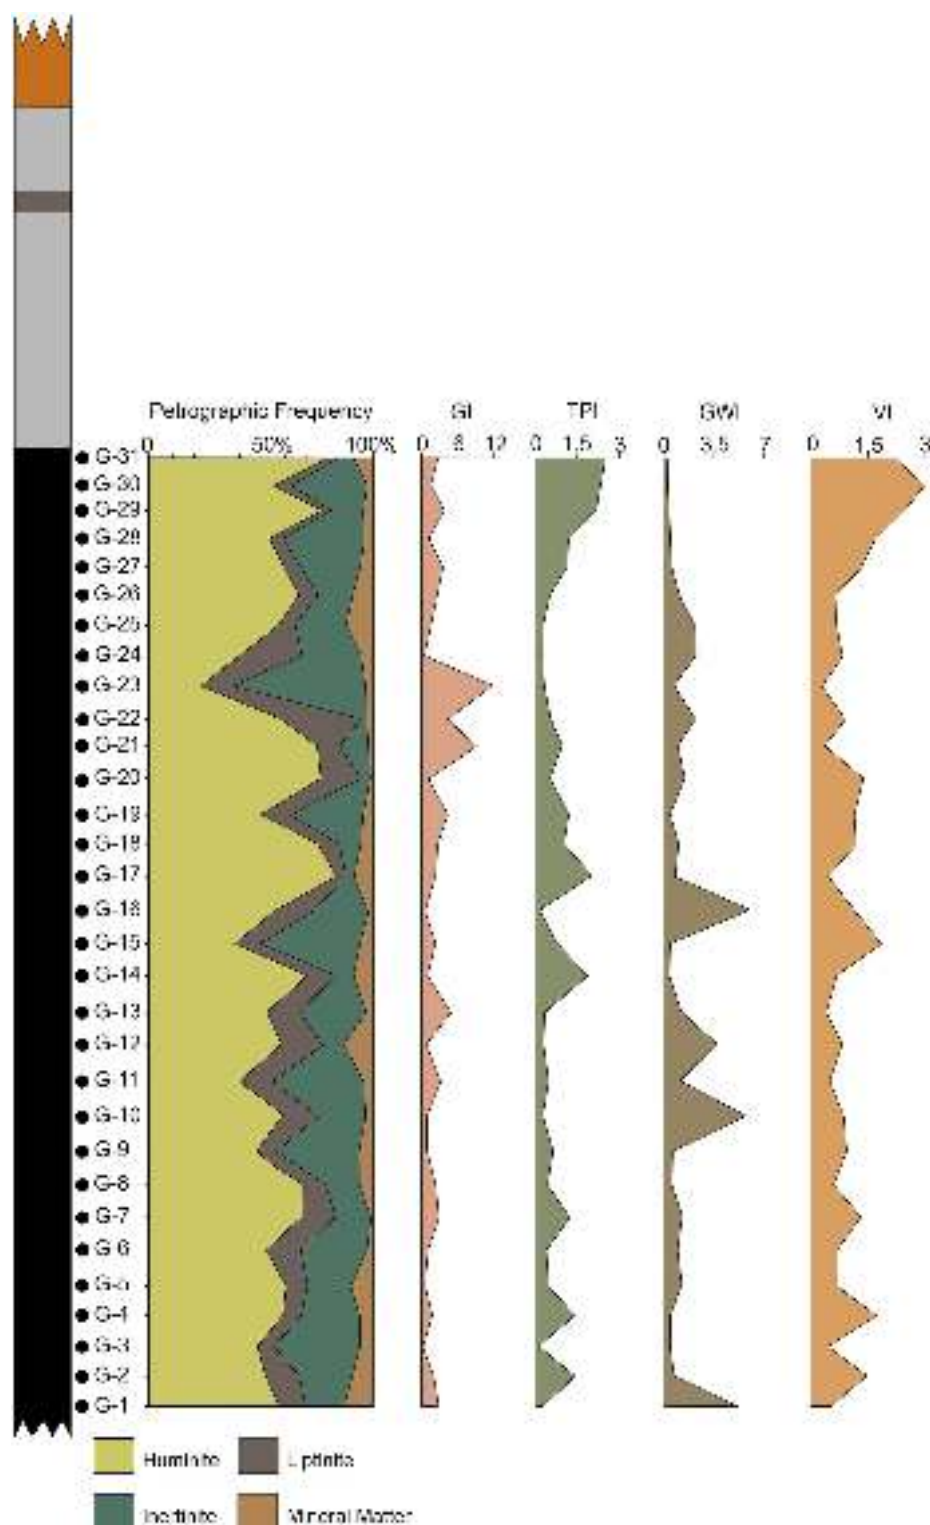 Petrographic Frequency GI TPI GWI VI
0 50% 100% 0 6 12 0 1,5 3 0 3,5 7 0 1,5 3
G-31
G-30
G-29
G-28
G-27
G-26
G-25
G-24
G-23
G-22
G-21
G-20
G-19
G-18
G-17
G-16
G-15
G-14
G-13
G-12
G-11
G-10
G-9
G-8
G-7
G-6
G-5
G-4
G-3
G-2
G-1
Huminite Liptinite
Inertinite Mineral Matter